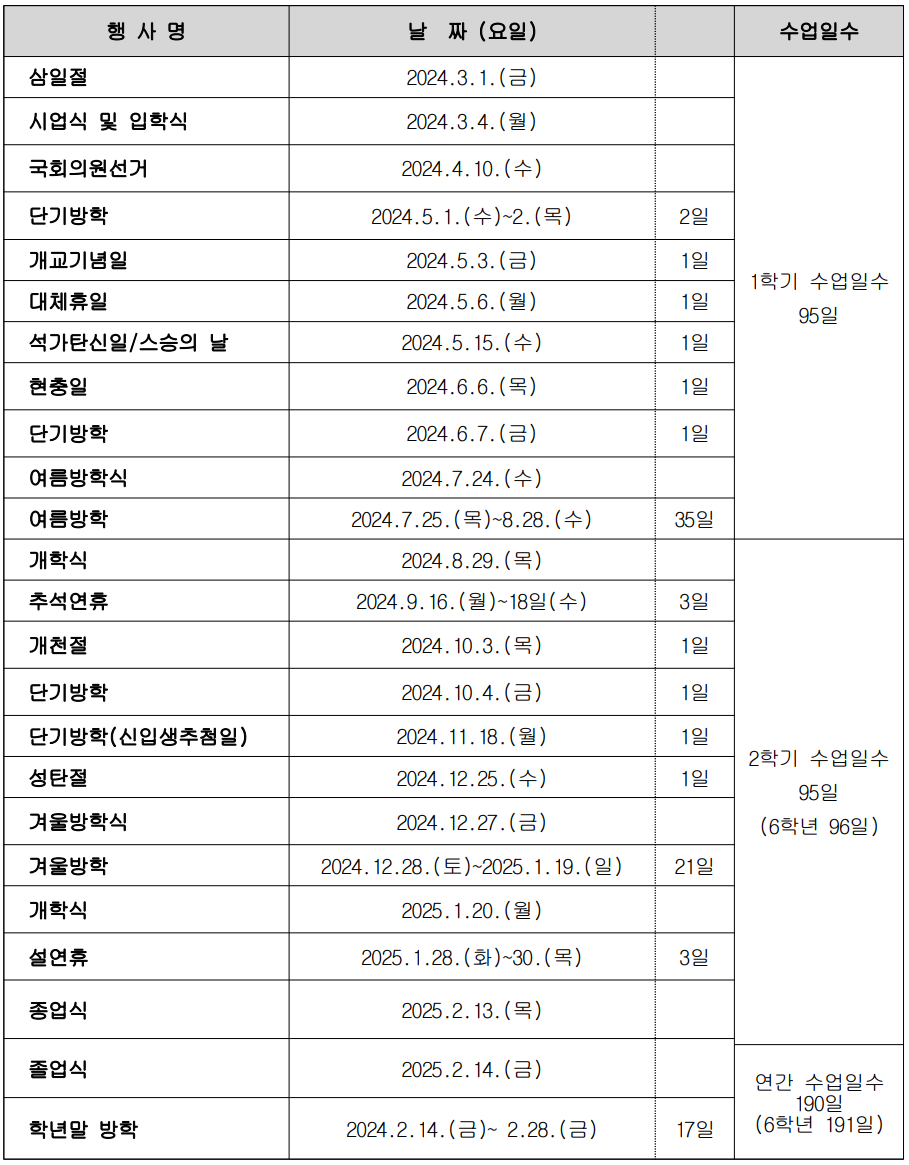 행 사 명 날 짜 (요일) 수업일수
삼일절 2024.3.1.(금)
시업식 및 입학식 2024.3.4.(월)
국회의원선거 2024.4.10.(수)
단기방학 2024.5.1.(수)~2.(목) 2일
개교기념일 2024.5.3.(금) 1일
대체휴일 2024.5.6.(월) 1일
석가탄신일/스승의 날 2024.5.15.(수) 1일
현충일 2024.6.6.(목) 1일
단기방학 2024.6.7.(금) 1일
여름방학식 2024.7.24.(수)
여름방학 2024.7.25.(목)~8.28.(수) 35일
1학기 수업일수
95일
개학식 2024.8.29.(목)
추석연휴 2024.9.16.(월)~18일(수) 3일
개천절 2024.10.3.(목) 1일
단기방학 2024.10.4.(금) 1일
단기방학(신입생추첨일) 2024.11.18.(월) 1일
성탄절 2024.12.25.(수) 1일
겨울방학식 2024.12.27.(금)
겨울방학 2024.12.28.(토)~2025.1.19.(일) 21일
개학식 2025.1.20.(월)
설연휴 2025.1.28.(화)~30.(목) 3일
종업식 2025.2.13.(목)
2학기 수업일수
95일
(6학년 96일)
졸업식 2025.2.14.(금)
학년말 방학 2024.2.14.(금)~ 2.28.(금) 17일
연간 수업일수
190일
(6학년 191일)